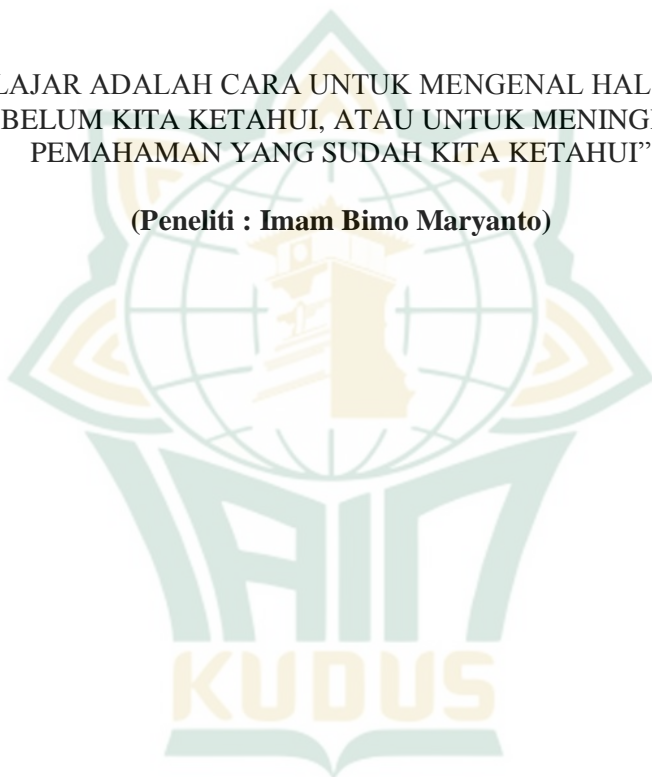 LAJAR ADALAH CARA UNTUK MENGENAL HAL
BELUM KITA KETAHUI, ATAU UNTUK MENING
PEMAHAMAN YANG SUDAH KITA KETAHUI”
(Peneliti : Imam Bimo Maryanto)
IAIN
KUDUS